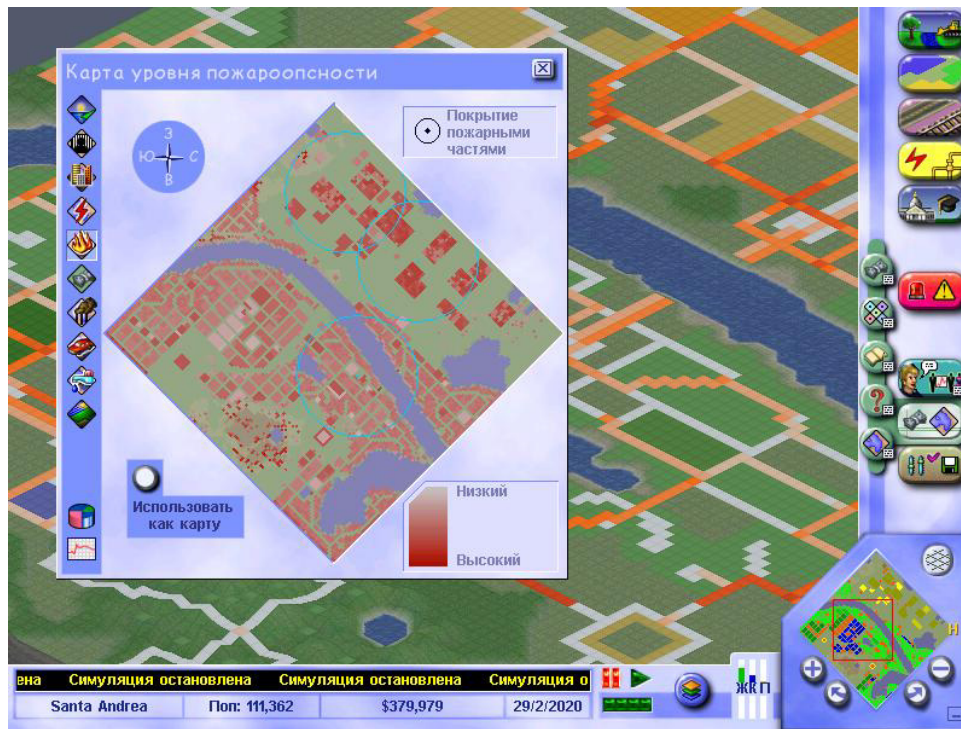 Карта уровня пожароопсности
Покрытие
пожарными
частями
З
Ю С
В
Использовать
как карту
Низкий
Высокий
ена Симуляция остановлена Симуляция остановлена Симуляция о
Santa Andrea Поп: 111,362 $379,979 29/2/2020
ЖКП
Н